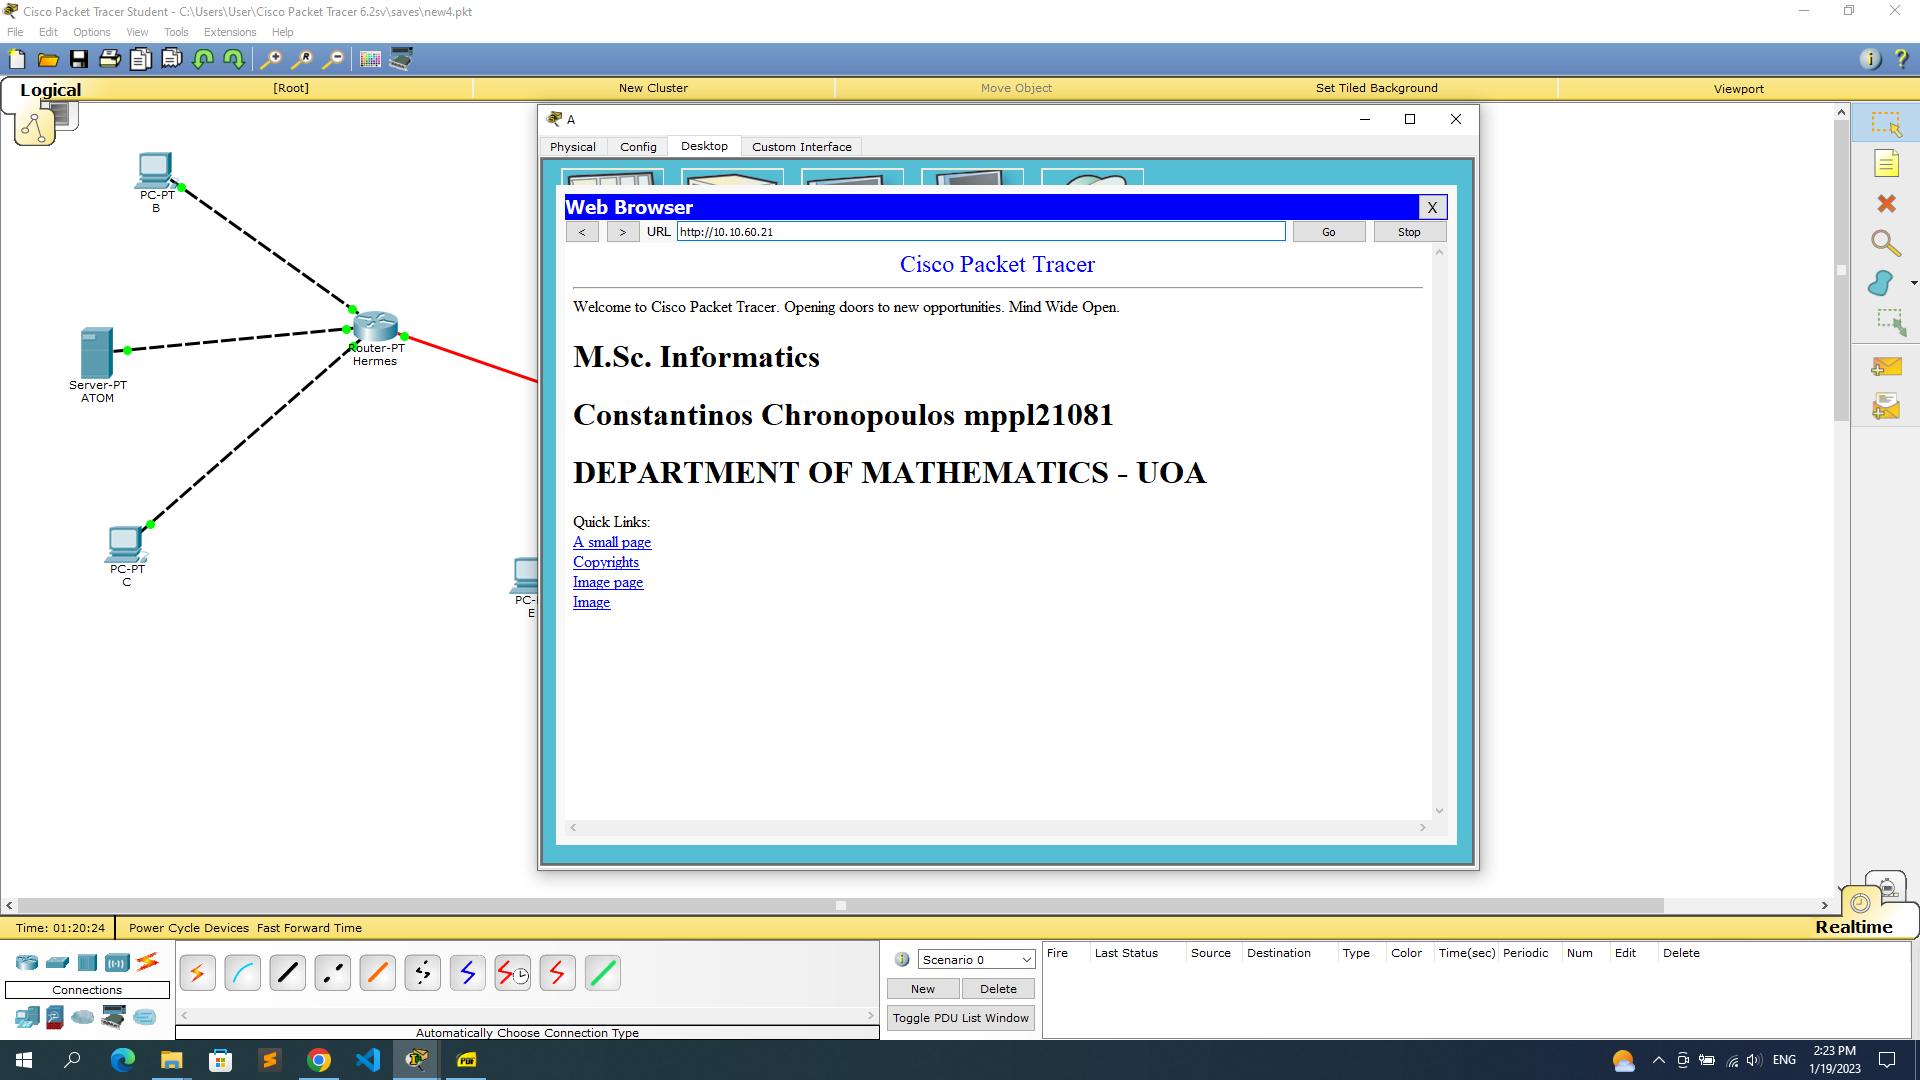 Cisco Packet Tracer Student - C:\Users\User\Cisco Packet Tracer 6.2sv\saves\new4.pkt
File Edit Options View Tools Extensions Help
Logical [Root] New Cluster Move Object Set Tiled Background Viewport
A
Physical Config Desktop Custom Interface
Web Browser X
< > URL http://10.10.60.21 Go Stop
Cisco Packet Tracer
Welcome to Cisco Packet Tracer. Opening doors to new opportunities. Mind Wide Open.
M.Sc. Informatics
Constantinos Chronopoulos mppl21081
DEPARTMENT OF MATHEMATICS - UOA
Quick Links:
A small page
Copyrights
Image page
Image
PC-PT
B
Router-PT
Hermes
Server-PT
ATOM
PC-PT
C
PC-
E
Time: 01:20:24 Power Cycle Devices Fast Forward Time Realtime
Connections
Automatically Choose Connection Type
Scenario 0
New Delete
Toggle PDU List Window
Fire Last Status Source Destination Type Color Time(sec) Periodic Num Edit Delete
PDF
ENG
2:23 PM
1/19/2023